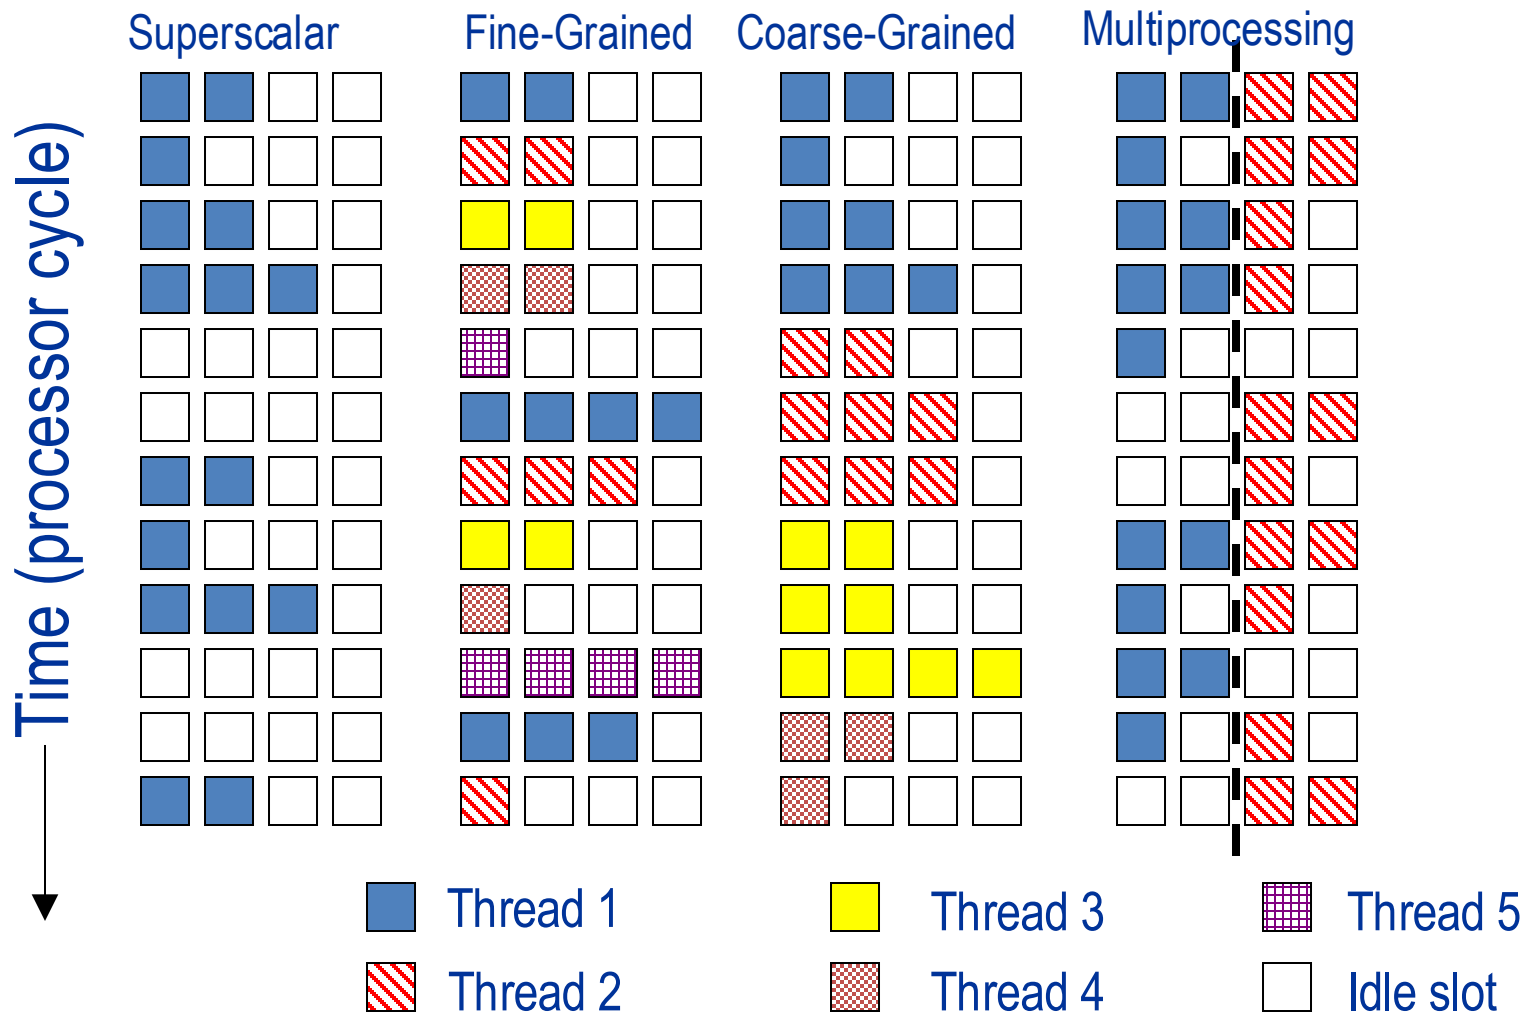 Superscalar
Fine-Grained
Coarse-Grained
Multiprocessing
Time (processor cycle)
Thread 1
Thread 3
Thread 5
Thread 2
Thread 4
Idle slot